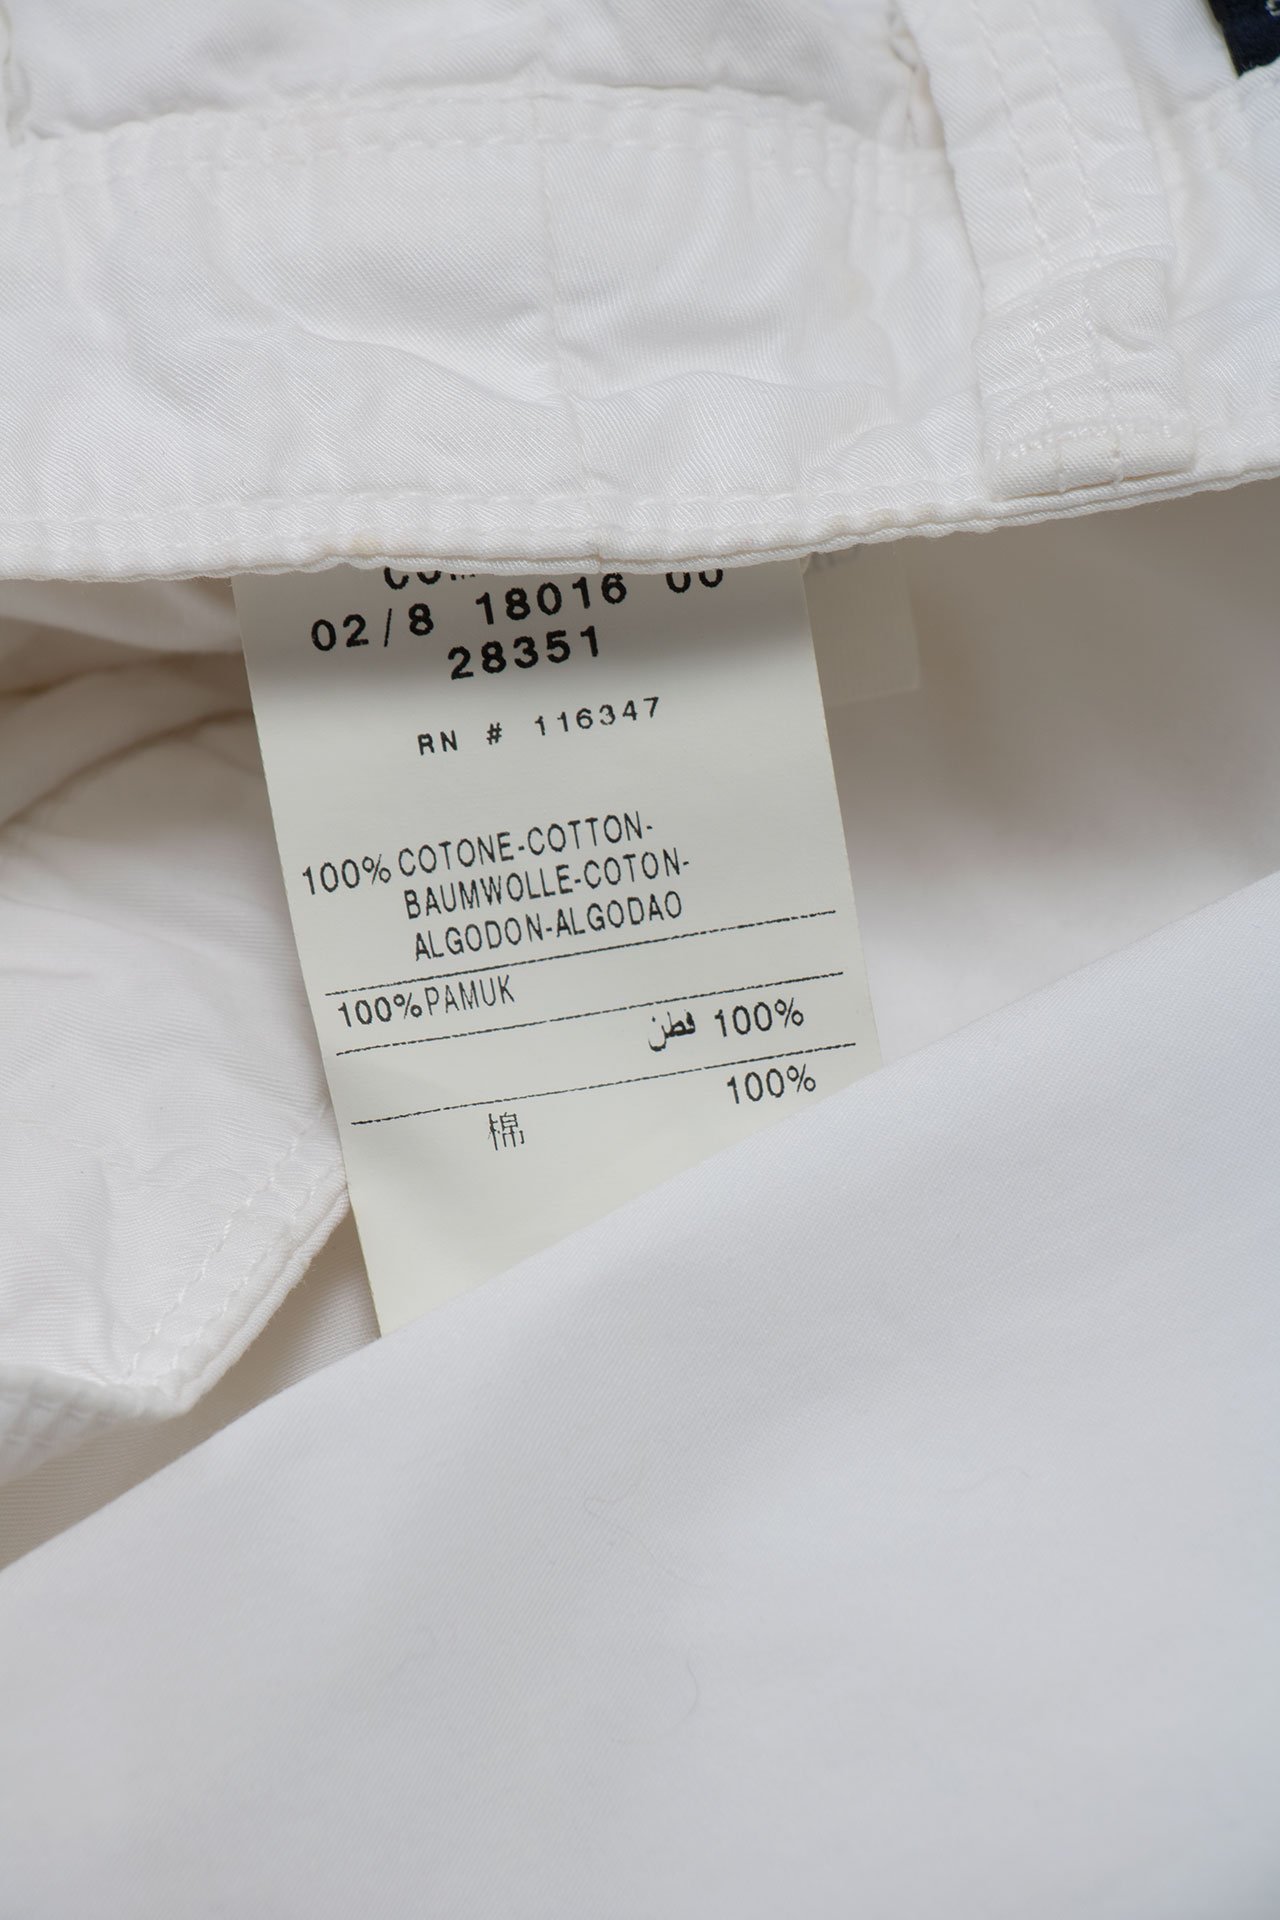 02/8 18016 00
28351
RN # 116347
100% COTONE-COTTON-
BAUMWOLLE-COTON-
ALGODON-ALGODAO
100% PAMUK
100% قطن
100%
棉